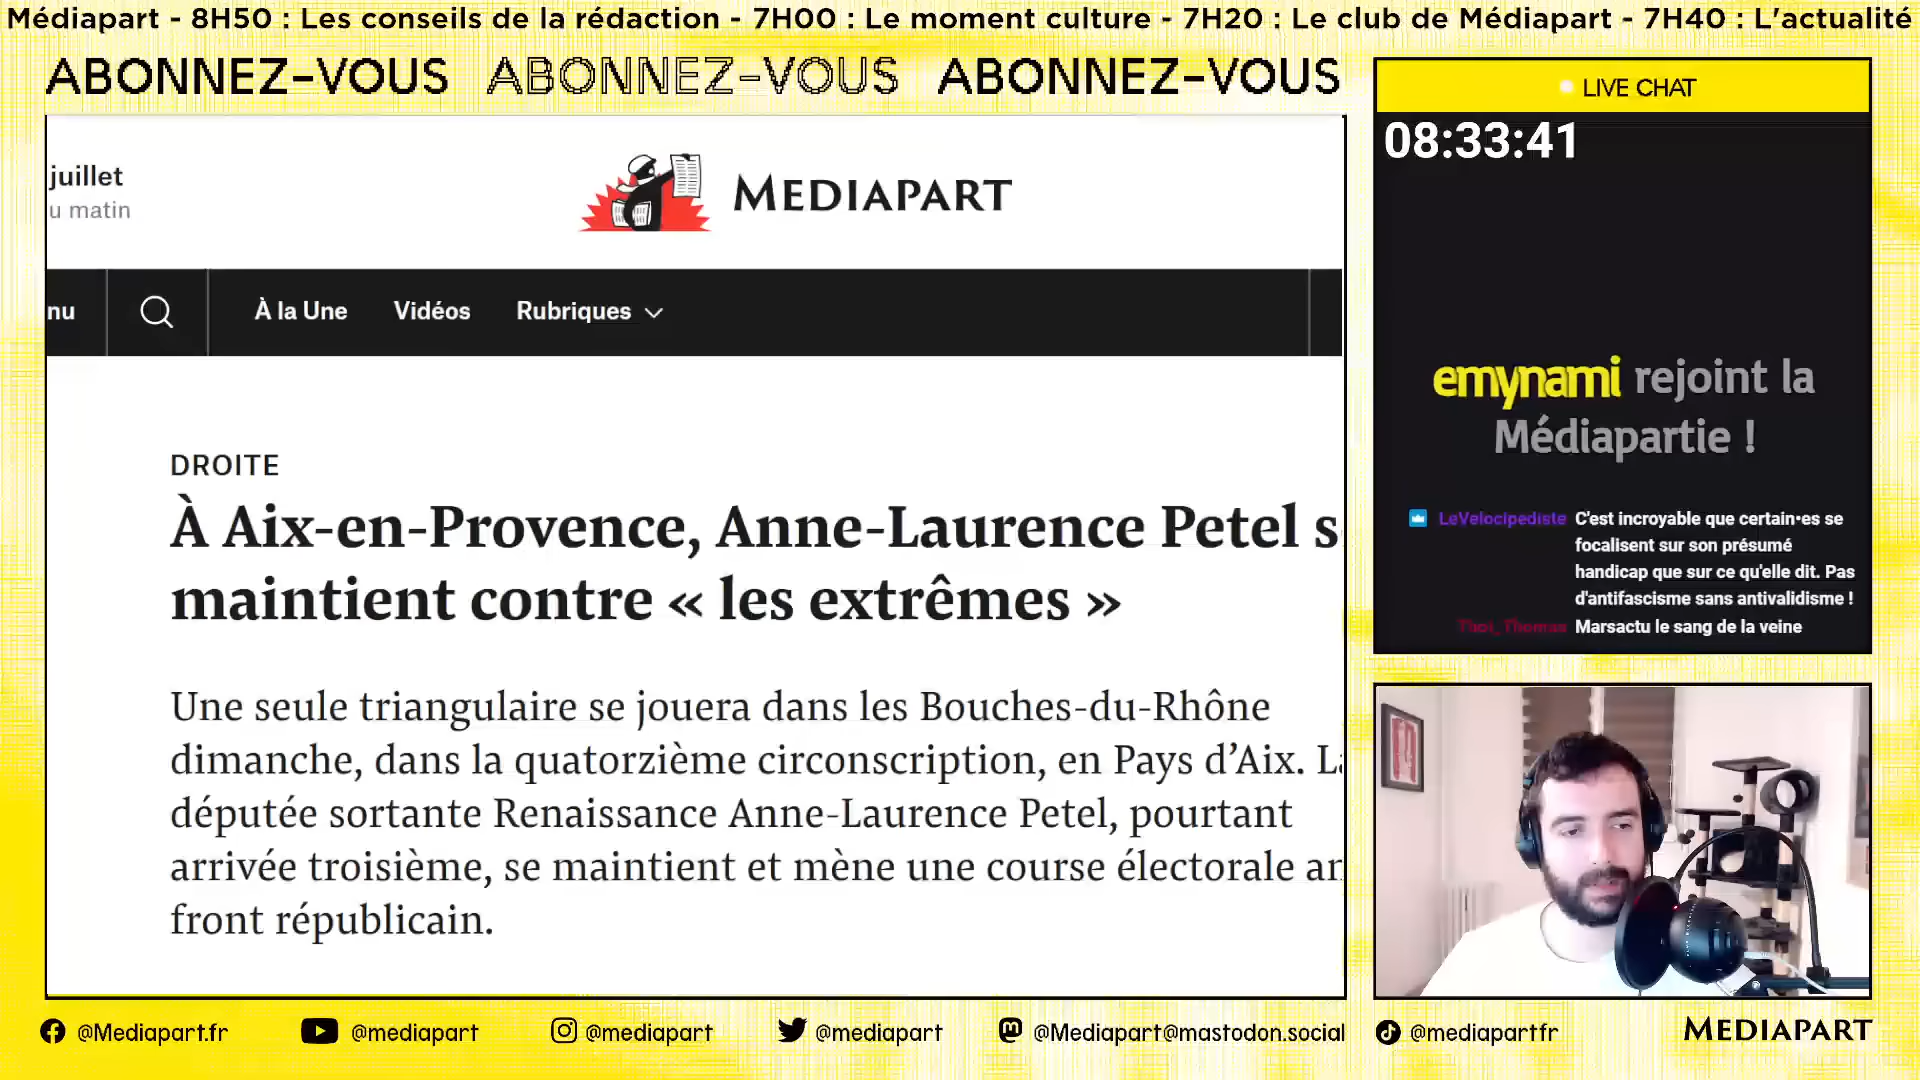 Médiapart - 8H50 : Les conseils de la rédaction - 7H00 : Le moment culture - 7H20 : Le club de Médiapart - 7H40 : L'actualité
ABONNEZ-VOUS ABONNEZ-VOUS ABONNEZ-VOUS
juillet
u matin
MEDIAPART
nu
À la Une Vidéos Rubriques
DROITE
À Aix-en-Provence, Anne-Laurence Petel s
maintient contre « les extrêmes »
Une seule triangulaire se jouera dans les Bouches-du-Rhône
dimanche, dans la quatorzième circonscription, en Pays d’Aix. La
députée sortante Renaissance Anne-Laurence Petel, pourtant
arrivée troisième, se maintient et mène une course électorale an
front républicain.
LIVE CHAT
08:33:41
emynami rejoint la
Médiapartie !
LeVelocipediste C'est incroyable que certain•es se
focalisent sur son présumé
handicap que sur ce qu'elle dit. Pas
d'antifascisme sans antivalidisme !
Thoi_Thomas Marsactu le sang de la veine
@Mediapart.fr @mediapart @mediapart @mediapart @Mediapart@mastodon.social @mediapartfr MEDIAPART